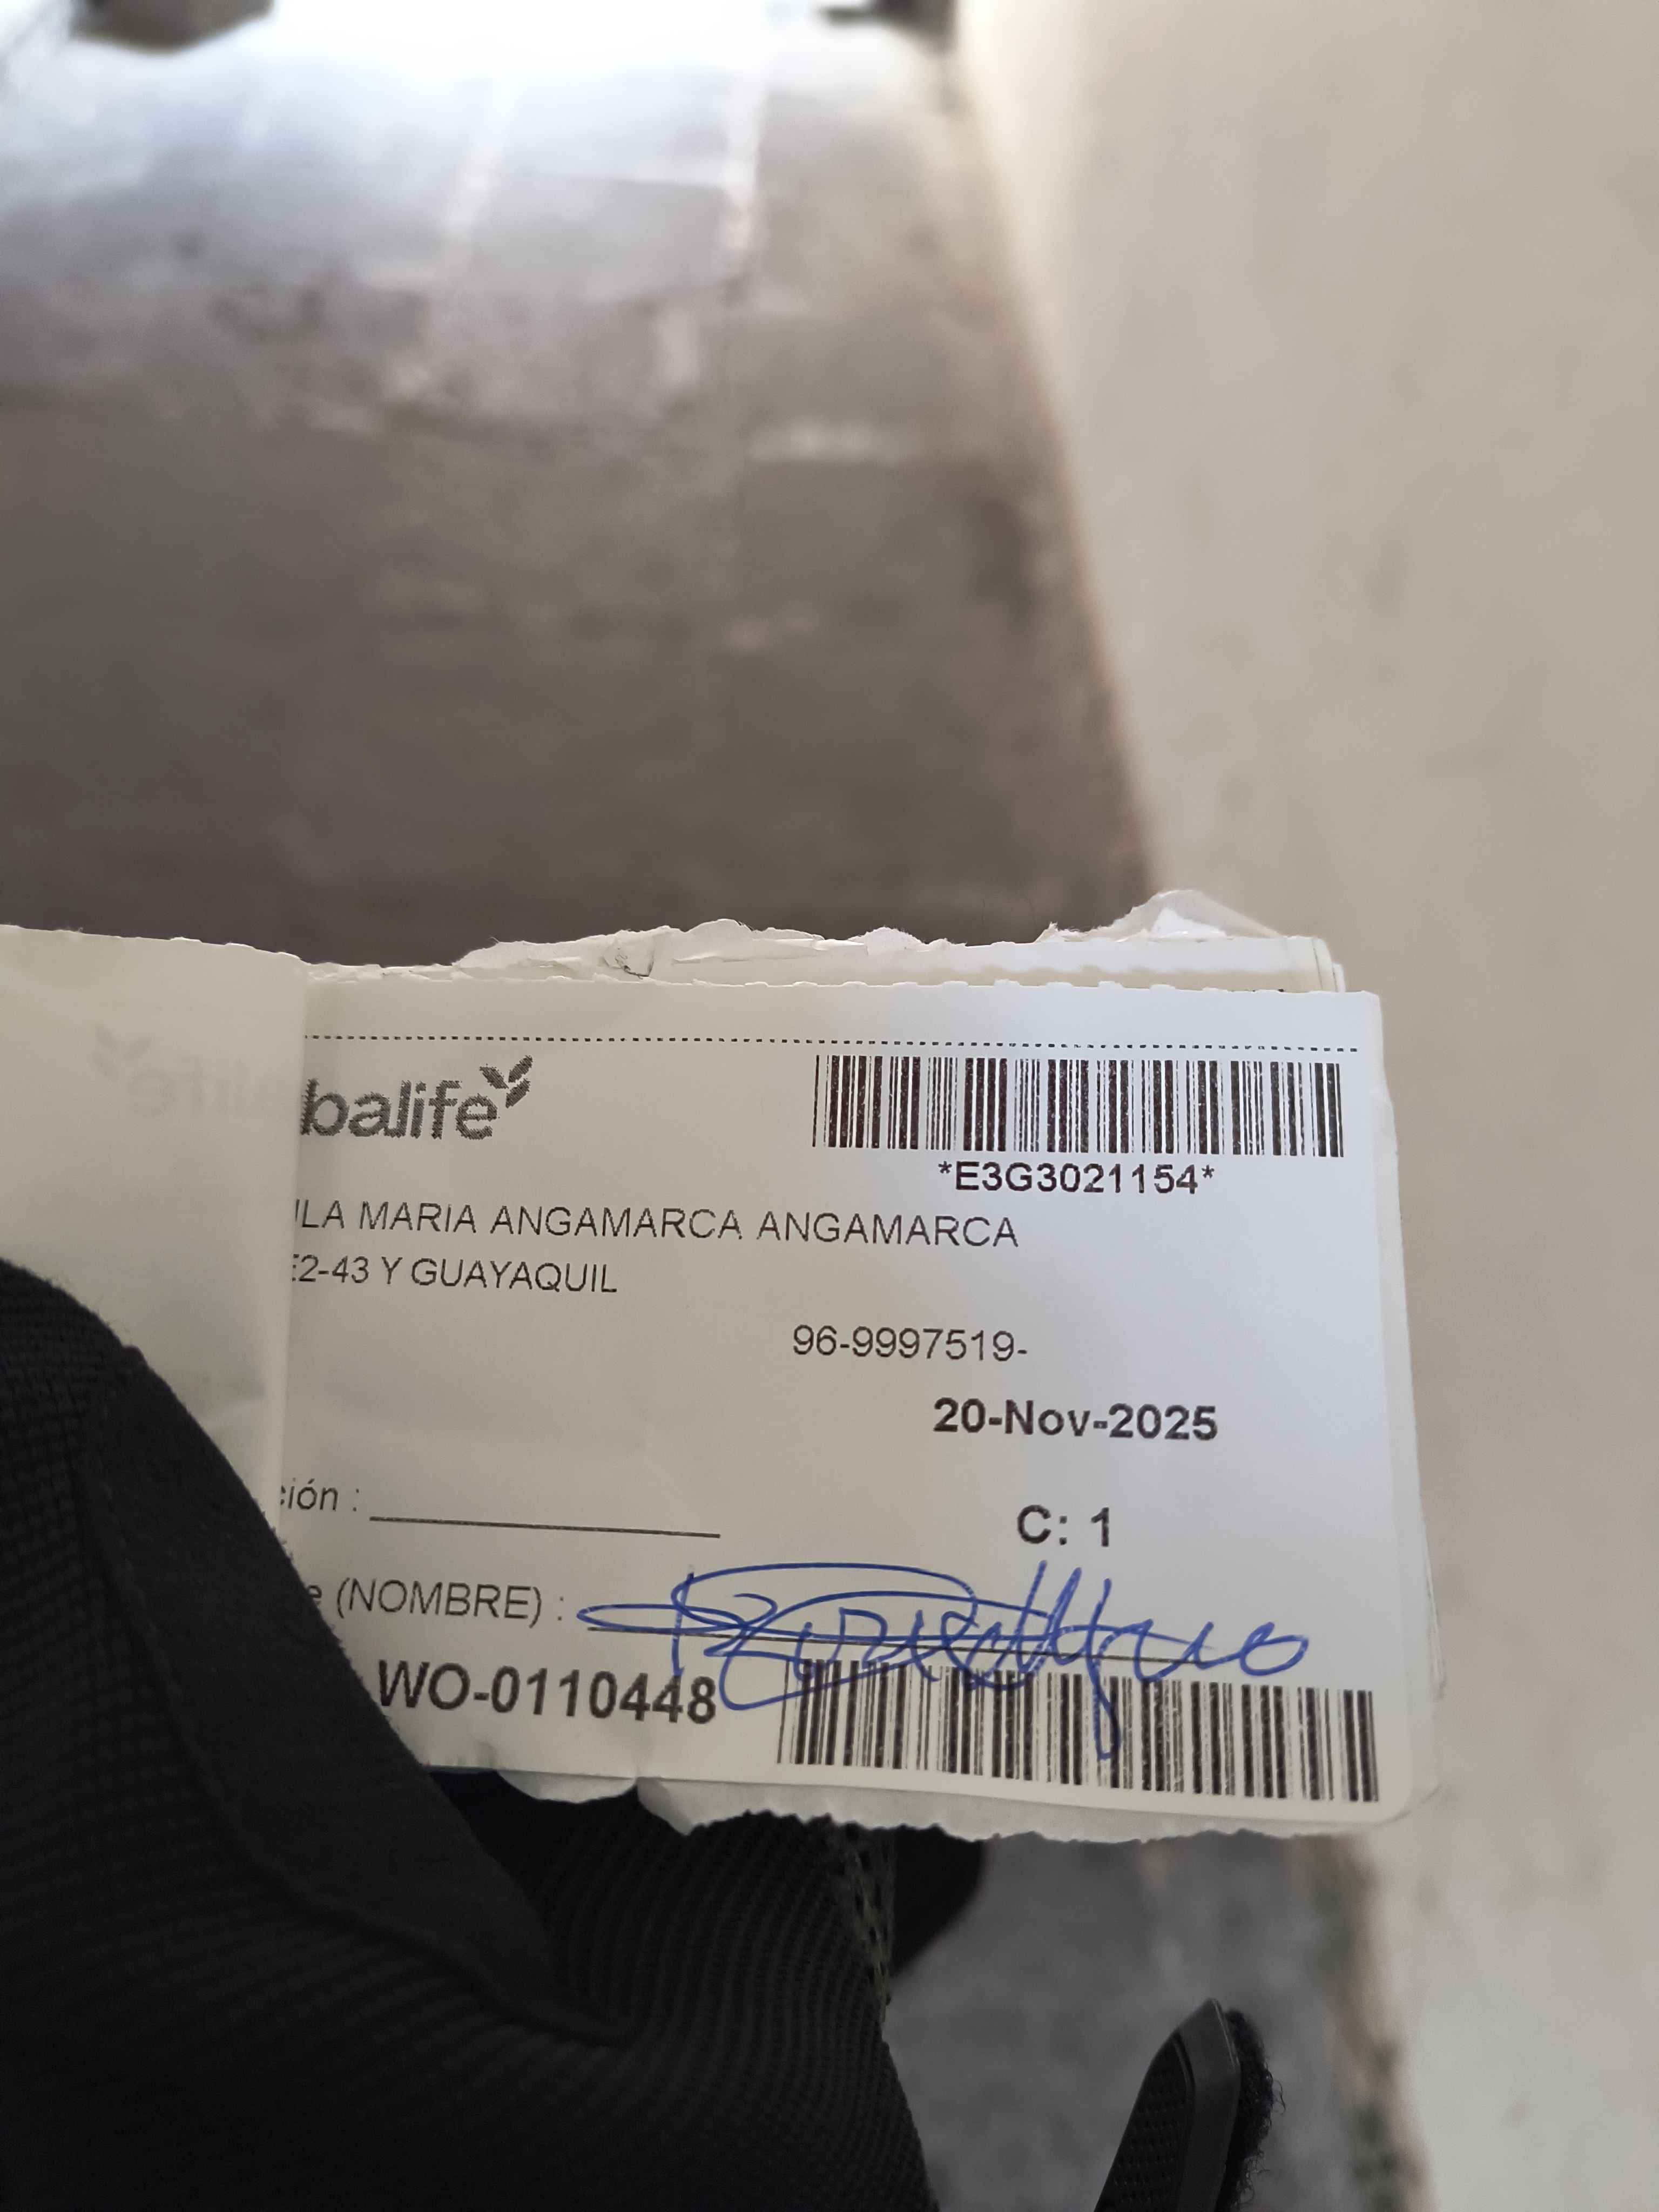 balife
*E3G3021154*
ILA MARIA ANGAMARCA ANGAMARCA
E2-43 Y GUAYAQUIL
96-9997519-
20-Nov-2025
ción :
C: 1
e (NOMBRE) :
WO-0110448